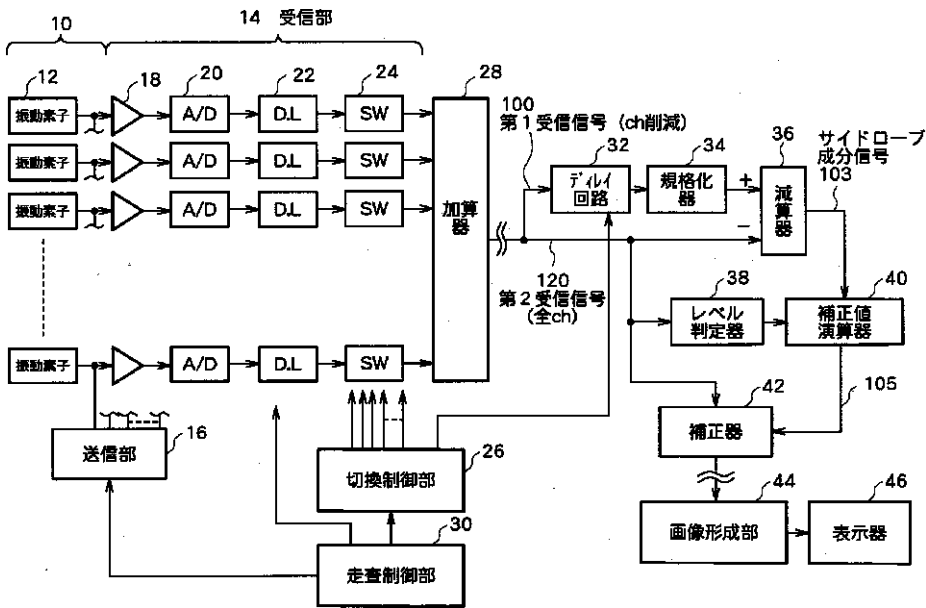 10
14 受信部
12
18
20
22
24
28
振動素子
A/D
D.L
SW
振動素子
A/D
D.L
SW
振動素子
A/D
D.L
SW
振動素子
A/D
D.L
SW
加算器
100
第1受信信号 (ch削減)
32
ディレイ
回路
34
規格化
器
36
+
−
減算器
サイドローブ
成分信号
103
120
第2受信信号
(全ch)
38
レベル
判定器
40
補正値
演算器
105
42
補正器
16
送信部
26
切換制御部
30
走査制御部
44
画像形成部
46
表示器